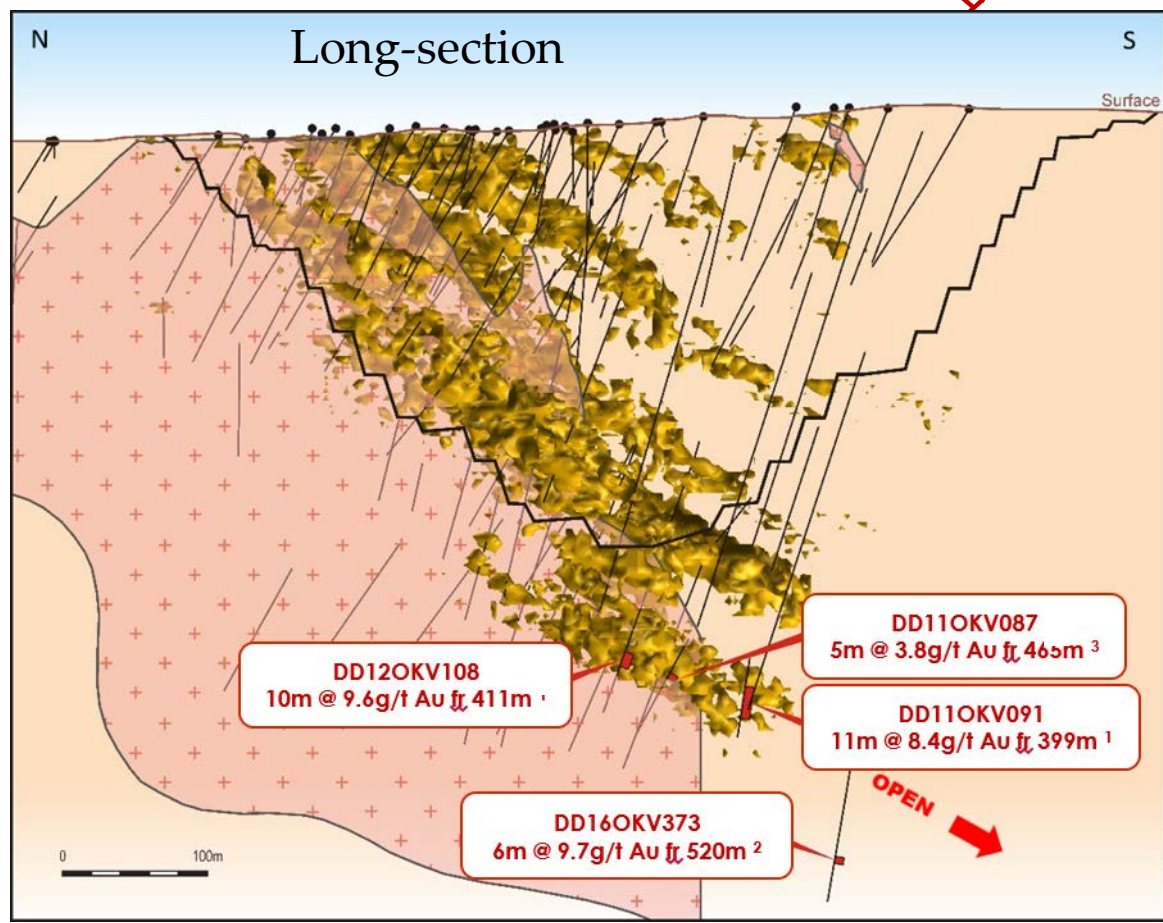 N
Long-section
S
Surface
DD11OKV087
5m @ 3.8g/t Au fr 465m ³
DD12OKV108
10m @ 9.6g/t Au fr 411m ¹
DD11OKV091
11m @ 8.4g/t Au fr 399m ¹
OPEN
DD16OKV373
6m @ 9.7g/t Au fr 520m ²
0 100m